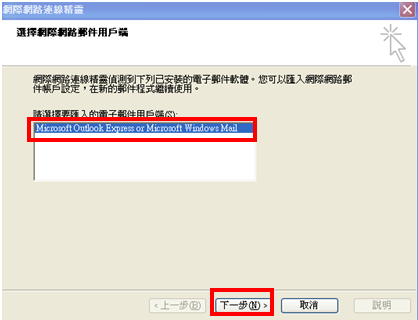 網際網路連線精靈
選擇網際網路郵件用戶端
網際網路連線精靈偵測到下列已安裝的電子郵件軟體。您可以匯入網際網路郵
件帳戶設定，在新的郵件程式繼續使用。
請選擇要匯入的電子郵件用戶端(S):
Microsoft Outlook Express or Microsoft Windows Mail
<上一步(B) 下一步(N)> 取消 說明